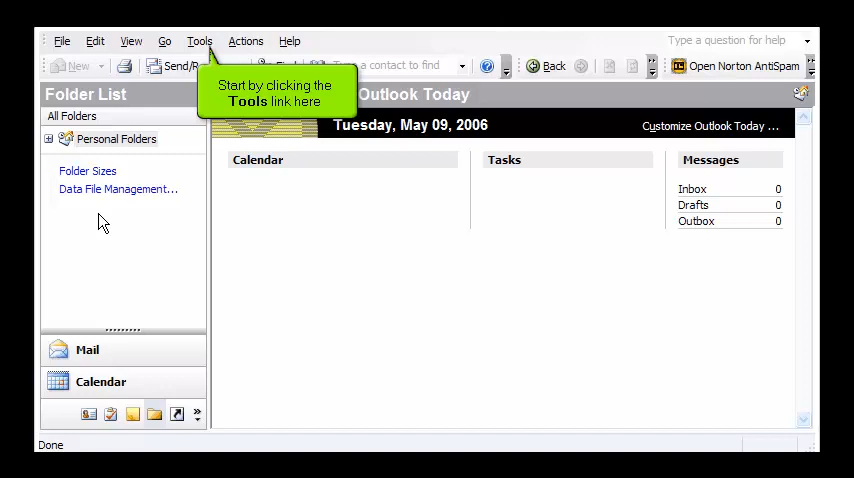 File Edit View Go Tools Actions Help Type a question for help
New Send/R Find Type a contact to find Back Open Norton AntiSpam
Start by clicking the
Tools link here
Folder List Outlook Today
All Folders
Tuesday, May 09, 2006 Customize Outlook Today ...
Personal Folders
Calendar Tasks Messages
Folder Sizes
Data File Management...
Inbox 0
Drafts 0
Outbox 0
Mail
Calendar
Done